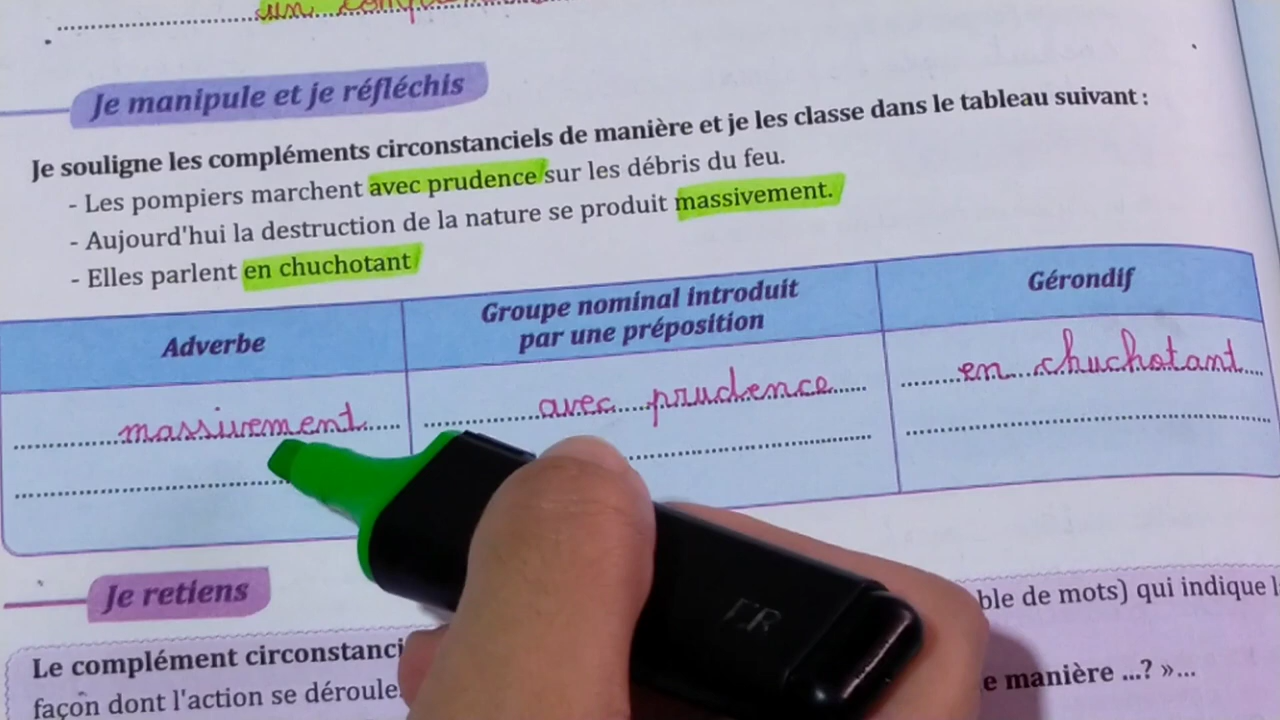 un
Je manipule et je réfléchis
Je souligne les compléments circonstanciels de manière et je les classe dans le tableau suivant :
- Les pompiers marchent avec prudence sur les débris du feu.
- Aujourd'hui la destruction de la nature se produit massivement.
- Elles parlent en chuchotant
Adverbe
Groupe nominal introduit
par une préposition
Gérondif
massivement
avec prudence
en chuchotant
Je retiens
ble de mots) qui indique l
Le complément circonstanci
façon dont l'action se déroule.
e manière ...? »...